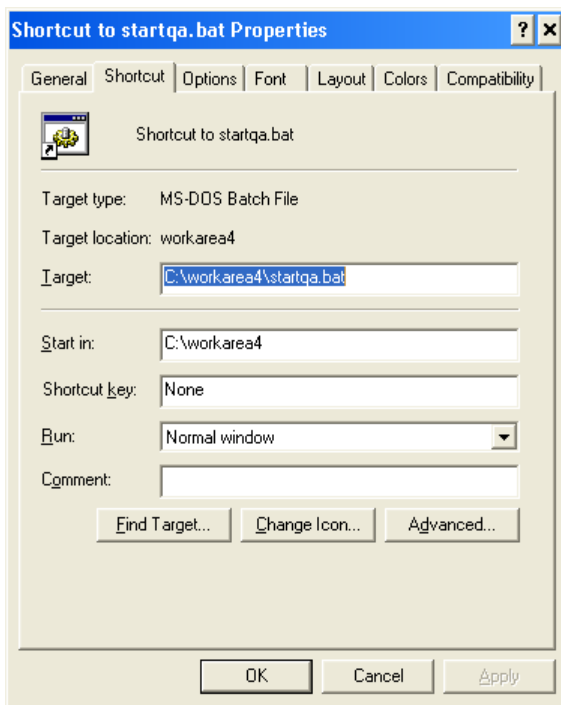 Shortcut to startqa.bat Properties
General Shortcut Options Font Layout Colors Compatibility
Shortcut to startqa.bat
Target type: MS-DOS Batch File
Target location: workarea4
Target: C:\workarea4\startqa.bat
Start in: C:\workarea4
Shortcut key: None
Run: Normal window
Comment:
Find Target... Change Icon... Advanced...
OK Cancel Apply